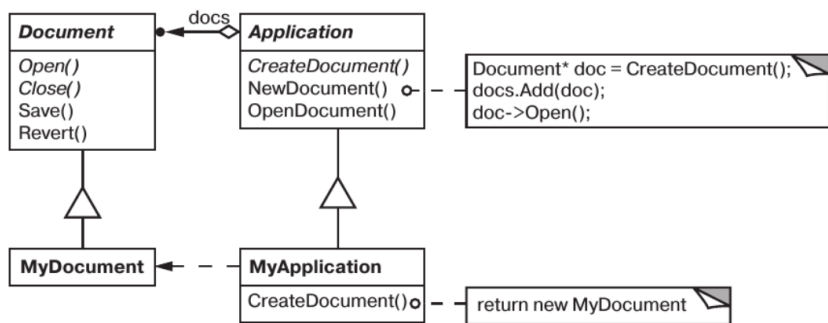 docs
Document
Open()
Close()
Save()
Revert()
Application
CreateDocument()
NewDocument()
OpenDocument()
Document* doc = CreateDocument();
docs.Add(doc);
doc->Open();
MyDocument
MyApplication
CreateDocument()
return new MyDocument